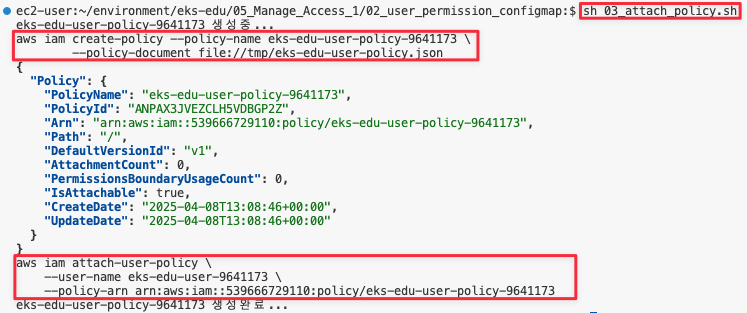 ec2-user:~/environment/eks-edu/05_Manage_Access_1/02_user_permission_configmap:$ sh 03_attach_policy.sh
eks-edu-user-policy-9641173 생성중...
aws iam create-policy --policy-name eks-edu-user-policy-9641173 \
--policy-document file://tmp/eks-edu-user-policy.json
{
"Policy": {
"PolicyName": "eks-edu-user-policy-9641173",
"PolicyId": "ANPAX3JVEZCLH5VDBGP2Z",
"Arn": "arn:aws:iam::539666729110:policy/eks-edu-user-policy-9641173",
"Path": "/",
"DefaultVersionId": "v1",
"AttachmentCount": 0,
"PermissionsBoundaryUsageCount": 0,
"IsAttachable": true,
"CreateDate": "2025-04-08T13:08:46+00:00",
"UpdateDate": "2025-04-08T13:08:46+00:00"
}
}
aws iam attach-user-policy \
--user-name eks-edu-user-9641173 \
--policy-arn arn:aws:iam::539666729110:policy/eks-edu-user-policy-9641173
eks-edu-user-policy-9641173 생성완료...